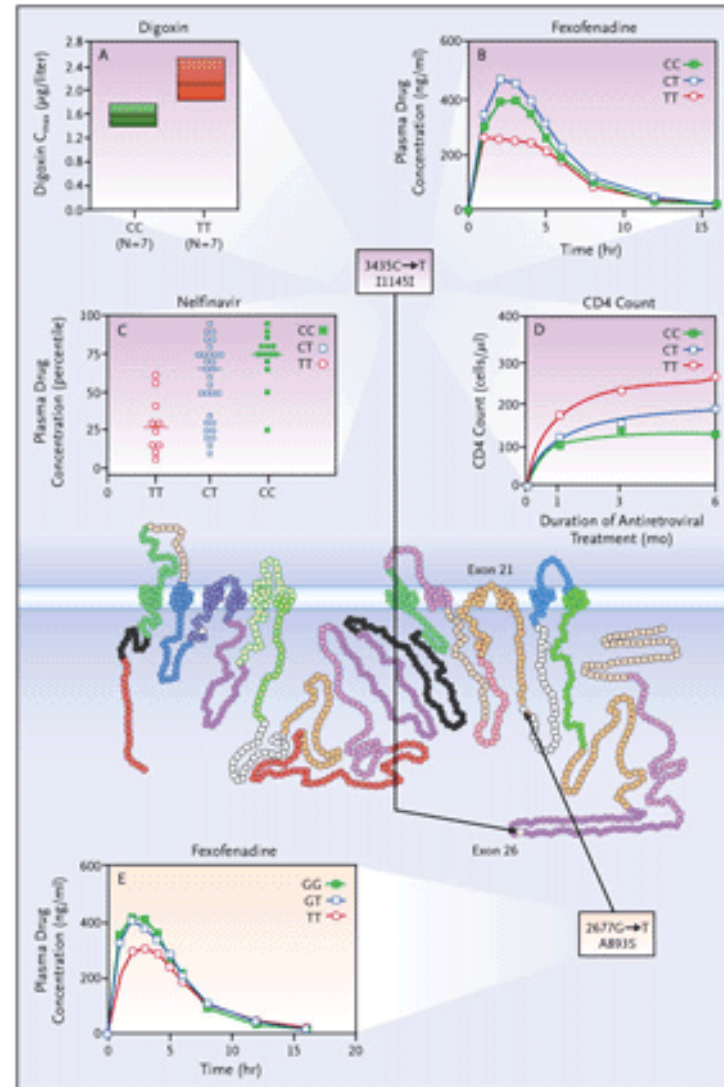 Digoxin
A
Digoxin Cmax (µg/liter)
2.8
2.4
2.0
1.6
1.2
0.8
0.4
0.0
CC
(N=7)
TT
(N=7)
Fexofenadine
B
Plasma Drug
Concentration (ng/ml)
600
400
200
0
CC
CT
TT
0 5 10 15
Time (hr)
3435C→T
I1145I
Nelfinavir
C
Plasma Drug
Concentration (percentile)
100
75
50
25
0
CC
CT
TT
0
TT CT CC
CD4 Count
D
CD4 Count (cells/µl)
400
300
200
100
0
CC
CT
TT
0 1 3 6
Duration of Antiretroviral
Treatment (mo)
Exon 21
Exon 26
Fexofenadine
E
Plasma Drug
Concentration (ng/ml)
600
400
200
0
GG
GT
TT
0 5 10 15 20
Time (hr)
2677G→T
A893S